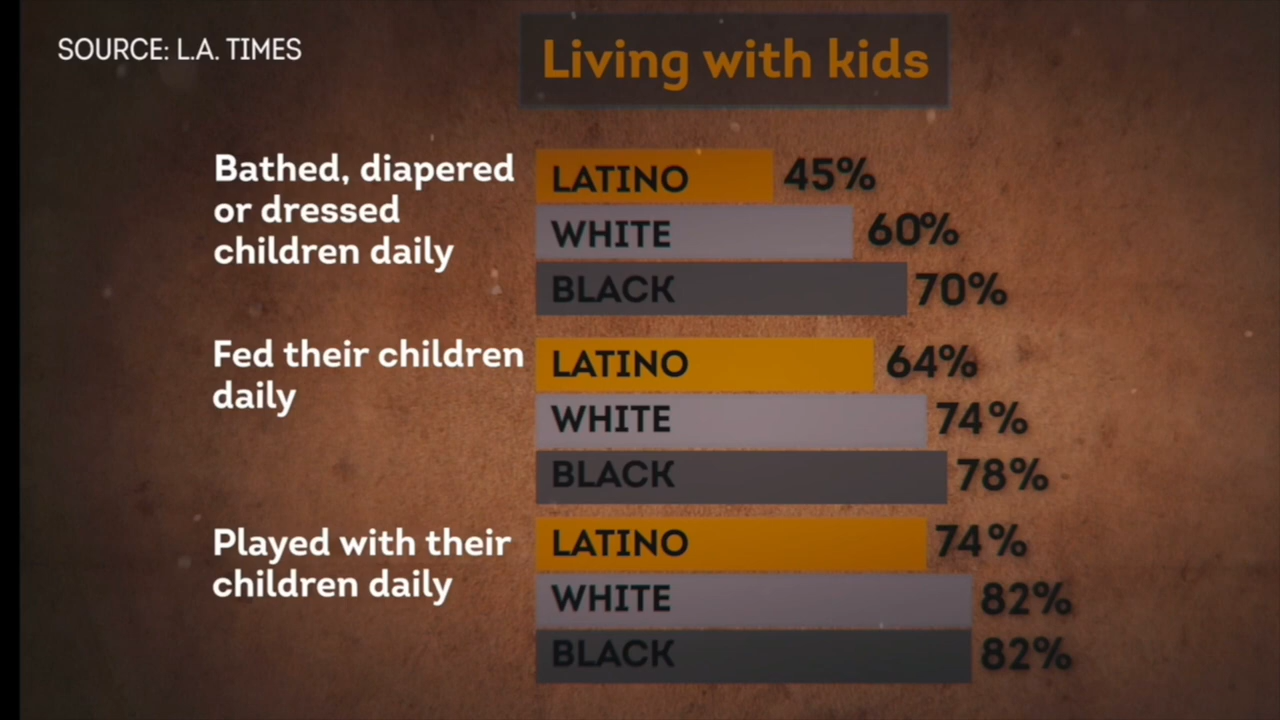 SOURCE: L.A. TIMES
Living with kids
Bathed, diapered
or dressed
children daily
LATINO 45%
WHITE 60%
BLACK 70%
Fed their children
daily
LATINO 64%
WHITE 74%
BLACK 78%
Played with their
children daily
LATINO 74%
WHITE 82%
BLACK 82%